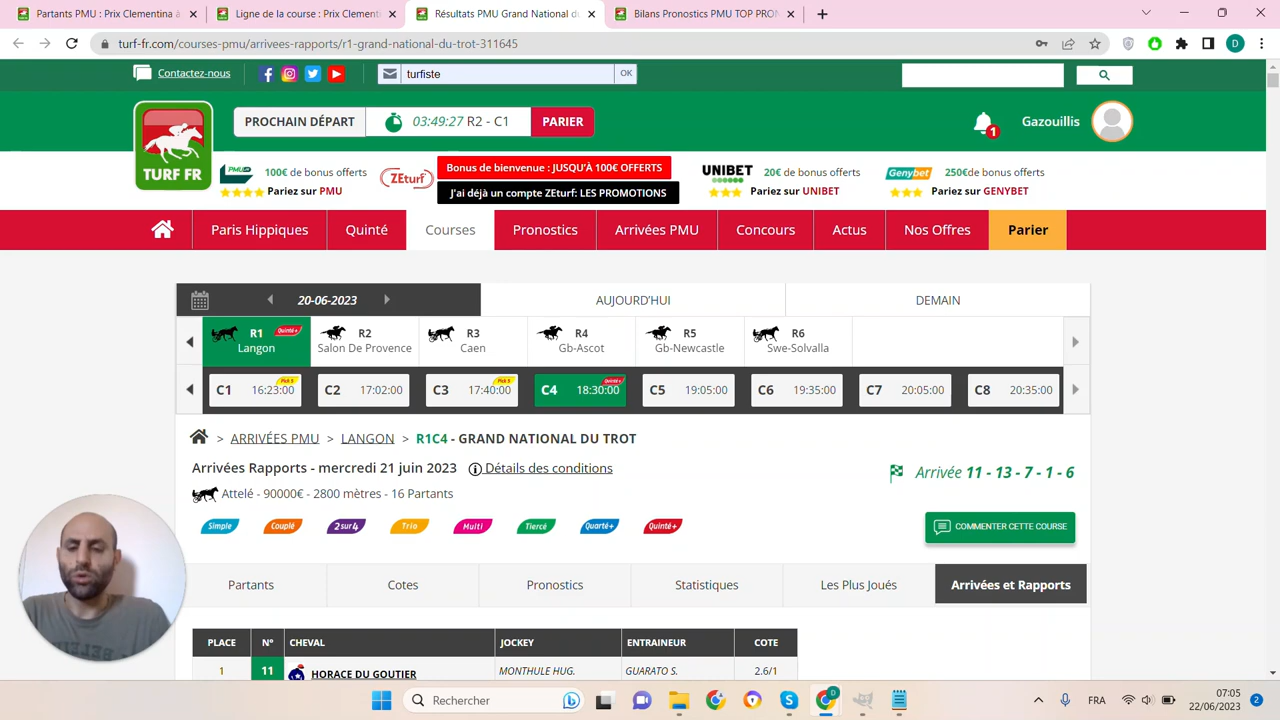 Partants PMU : Prix Clementina à
Ligne de la course : Prix Clement
Résultats PMU Grand National du
Bilans Pronostics PMU TOP PRON
turf-fr.com/courses-pmu/arrivees-rapports/r1-grand-national-du-trot-311645
D
Contactez-nous
turfiste
OK
TURF FR
PROCHAIN DÉPART
03:49:27 R2 - C1
PARIER
1
Gazouillis
PMU
100€ de bonus offerts
Pariez sur PMU
ZEturf
Bonus de bienvenue : JUSQU'À 100€ OFFERTS
J'ai déjà un compte ZEturf: LES PROMOTIONS
UNIBET
20€ de bonus offerts
Pariez sur UNIBET
Genybet
250€de bonus offerts
Pariez sur GENYBET
Paris Hippiques
Quinté
Courses
Pronostics
Arrivées PMU
Concours
Actus
Nos Offres
Parier
20-06-2023
AUJOURD'HUI
DEMAIN
R1 Quinté+
Langon
R2
Salon De Provence
R3
Caen
R4
Gb-Ascot
R5
Gb-Newcastle
R6
Swe-Solvalla
C1 16:23:00 Pick 5
C2 17:02:00
C3 17:40:00 Pick 5
C4 18:30:00 Quinté+
C5 19:05:00
C6 19:35:00
C7 20:05:00
C8 20:35:00
> ARRIVÉES PMU > LANGON > R1C4 - GRAND NATIONAL DU TROT
Arrivées Rapports - mercredi 21 juin 2023 Détails des conditions
Arrivée 11 - 13 - 7 - 1 - 6
Attelé - 90000€ - 2800 mètres - 16 Partants
Simple Couplé 2sur4 Trio Multi Tiercé Quarté+ Quinté+
COMMENTER CETTE COURSE
Partants
Cotes
Pronostics
Statistiques
Les Plus Joués
Arrivées et Rapports
PLACE N° CHEVAL JOCKEY ENTRAINEUR COTE
1 11 HORACE DU GOUTIER MONTHULE HUG. GUARATO S. 2.6/1
Rechercher
FRA
07:05
22/06/2023
2